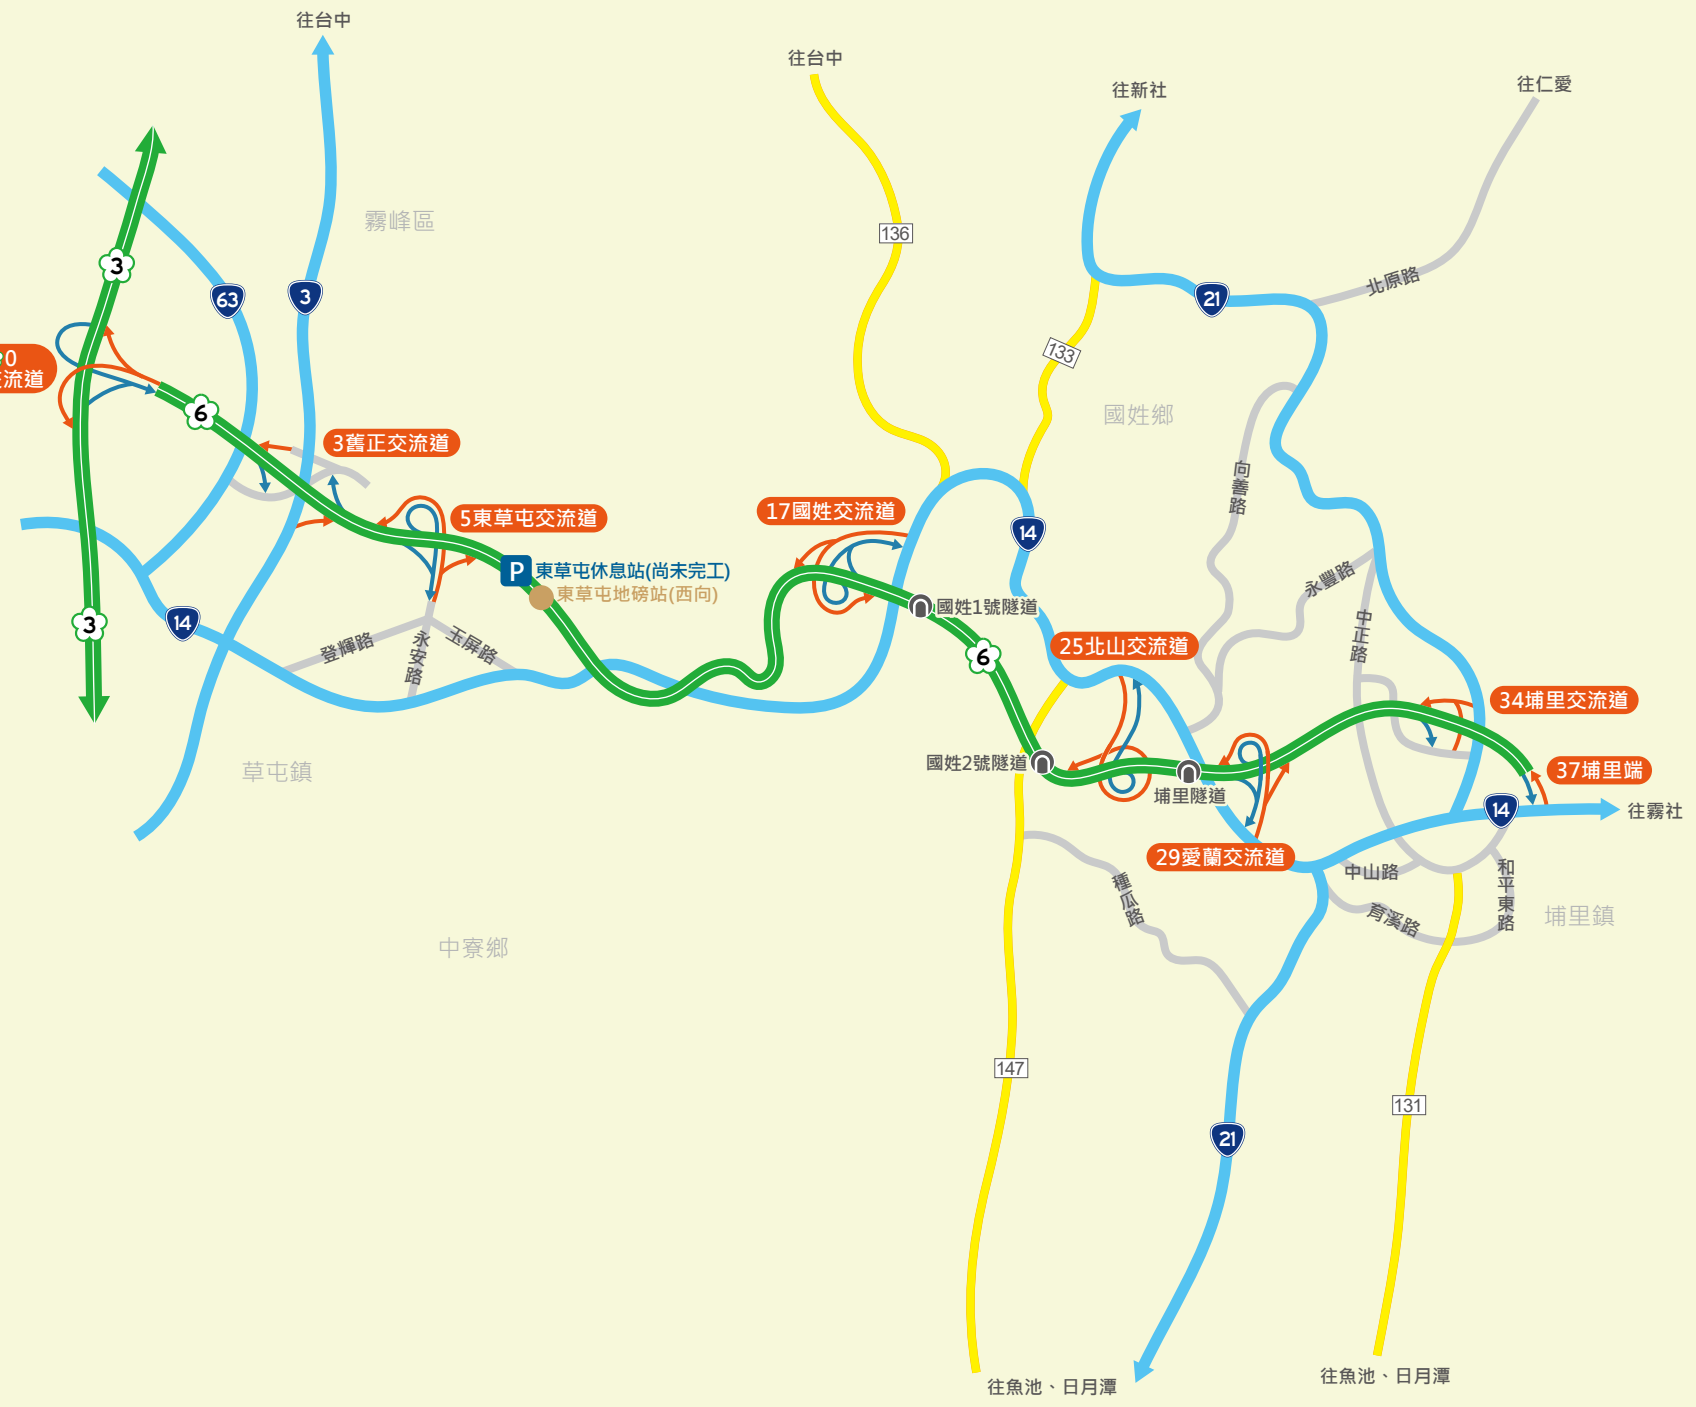 往台中
往台中
往新社
往仁愛
霧峰區
136
3
北原路
63
3
21
133
0
流道
6
國姓鄉
3舊正交流道
向善路
5東草屯交流道
17國姓交流道
14
P
東草屯休息站(尚未完工)
永豐路
東草屯地磅站(西向)
國姓1號隧道
3
14
登輝路
永安路
玉屏路
中正路
25北山交流道
6
34埔里交流道
國姓2號隧道
草屯鎮
37埔里端
埔里隧道
14
往霧社
29愛蘭交流道
中山路
種瓜路
和平東路
育溪路
埔里鎮
中寮鄉
147
131
21
往魚池、日月潭
往魚池、日月潭